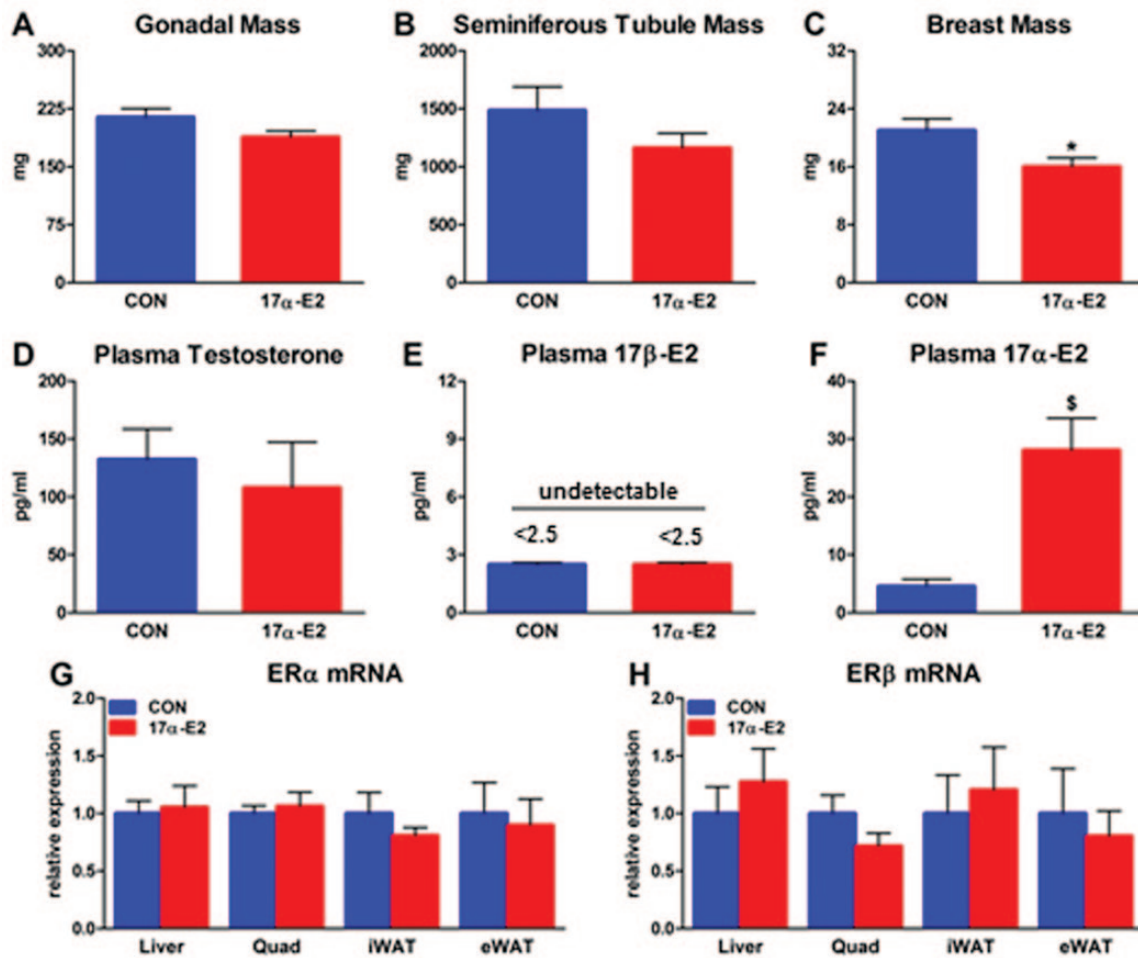 A Gonadal Mass
300
225
150
75
0
mg
CON 17α-E2
B Seminiferous Tubule Mass
2000
1500
1000
500
0
mg
CON 17α-E2
C Breast Mass
32
24
16
8
0
mg
*
CON 17α-E2
D Plasma Testosterone
200
150
100
50
0
pg/ml
CON 17α-E2
E Plasma 17β-E2
12
9
6
3
0
pg/ml
undetectable
<2.5 <2.5
CON 17α-E2
F Plasma 17α-E2
40
30
20
10
0
pg/ml
$
CON 17α-E2
G ERα mRNA
2.0
1.5
1.0
0.5
0.0
relative expression
CON
17α-E2
Liver Quad iWAT eWAT
H ERβ mRNA
2.0
1.5
1.0
0.5
0.0
relative expression
CON
17α-E2
Liver Quad iWAT eWAT